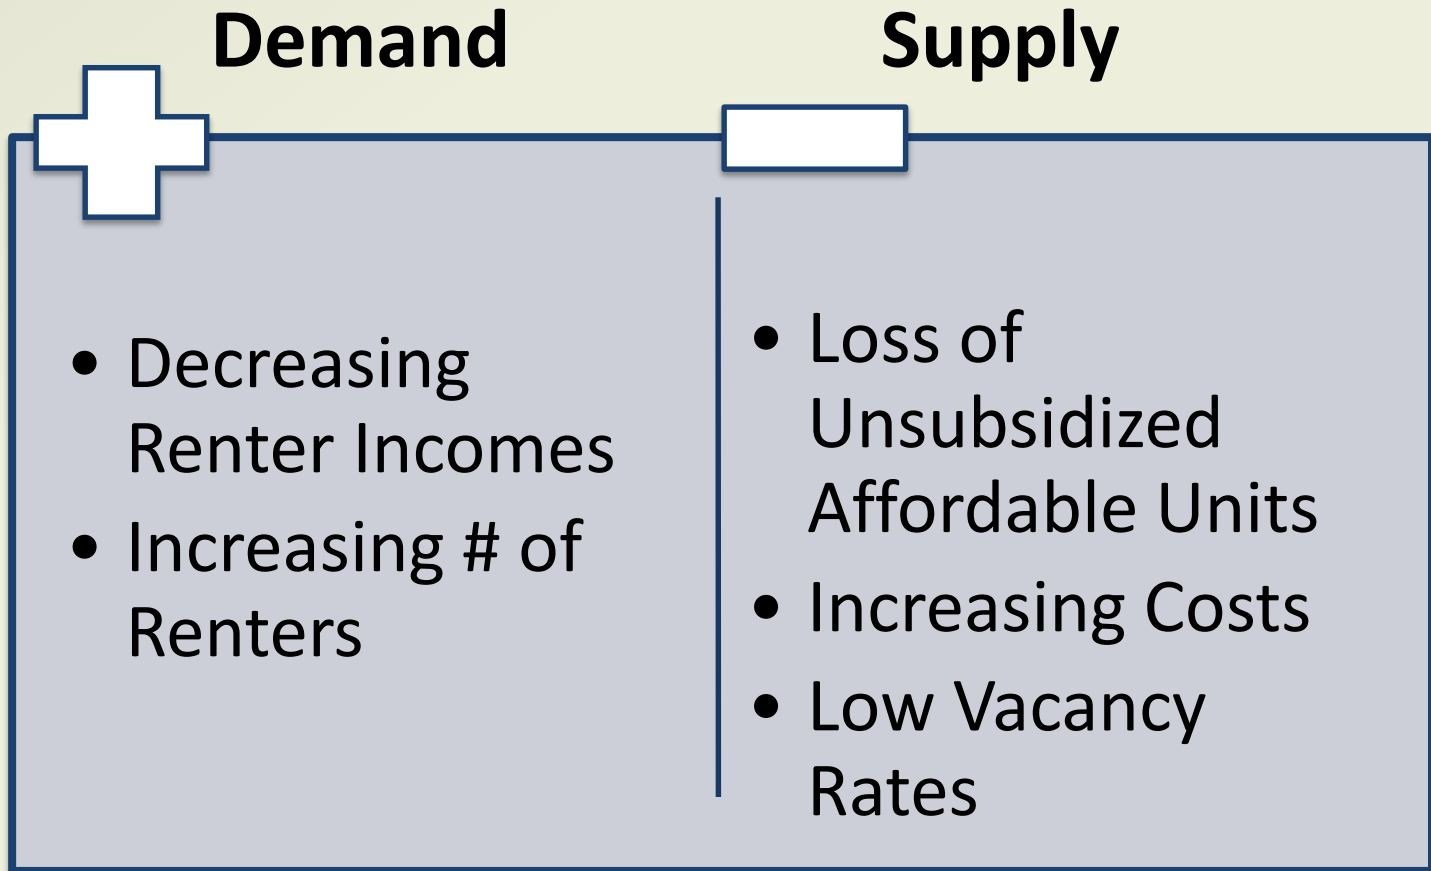 Demand
Supply
• Decreasing
Renter Incomes
• Increasing # of
Renters
• Loss of
Unsubsidized
Affordable Units
• Increasing Costs
• Low Vacancy
Rates